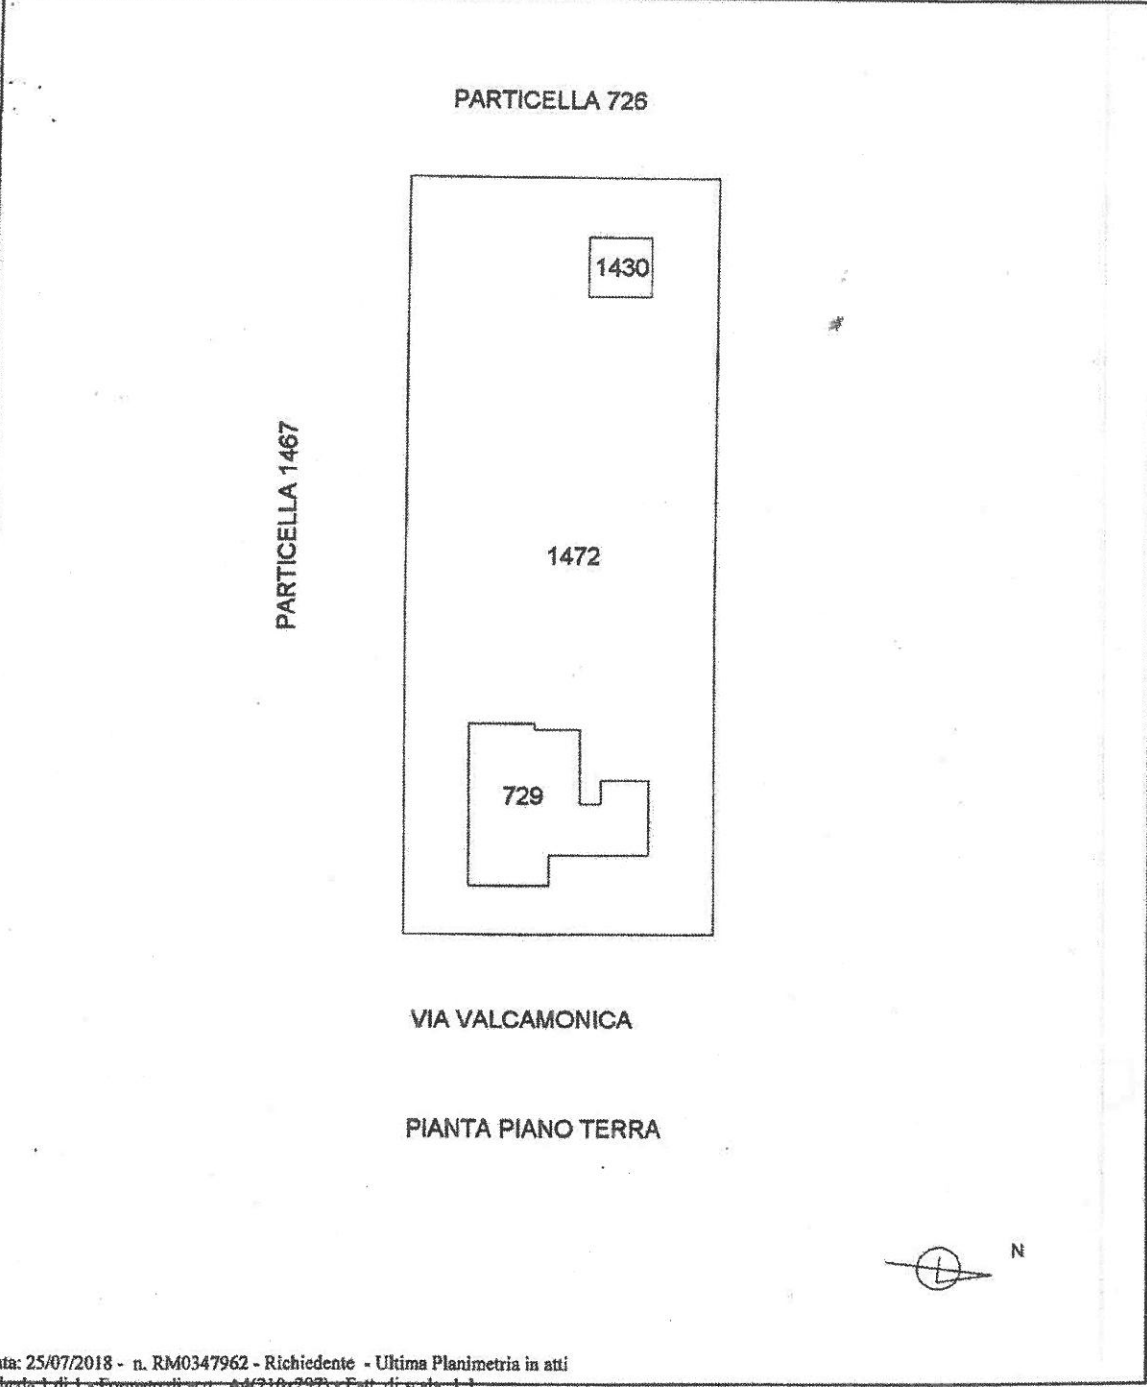 PARTICELLA 726
1430
PARTICELLA 1467
1472
729
VIA VALCAMONICA
PIANTA PIANO TERRA
N
ata: 25/07/2018 - n. RM0347962 - Richiedente - Ultima Planimetria in atti